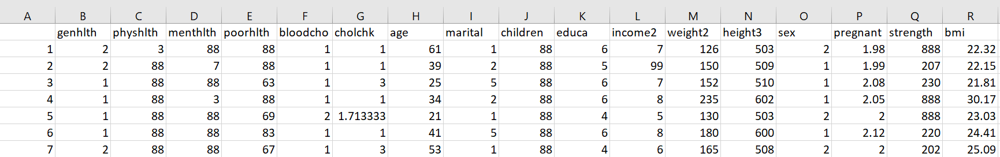 A B C D E F G H I J K L M N O P Q R
genhlth physhlth menthlth poorhlth bloodcho cholchk age marital children educa income2 weight2 height3 sex pregnant strength bmi
1 2 3 88 88 1 1 61 1 88 6 7 126 503 2 1.98 888 22.32
2 2 88 7 88 1 1 39 2 88 5 99 150 509 1 1.99 207 22.15
3 1 88 88 63 1 3 25 5 88 6 7 152 510 1 2.08 230 21.81
4 1 88 3 88 1 1 34 2 88 6 8 235 602 1 2.05 888 30.17
5 1 88 88 69 2 1.713333 21 1 88 4 5 130 503 2 2 888 23.03
6 1 88 88 83 1 1 41 5 88 6 8 180 600 1 2.12 220 24.41
7 2 88 88 67 1 3 53 1 88 4 6 165 508 2 2 202 25.09